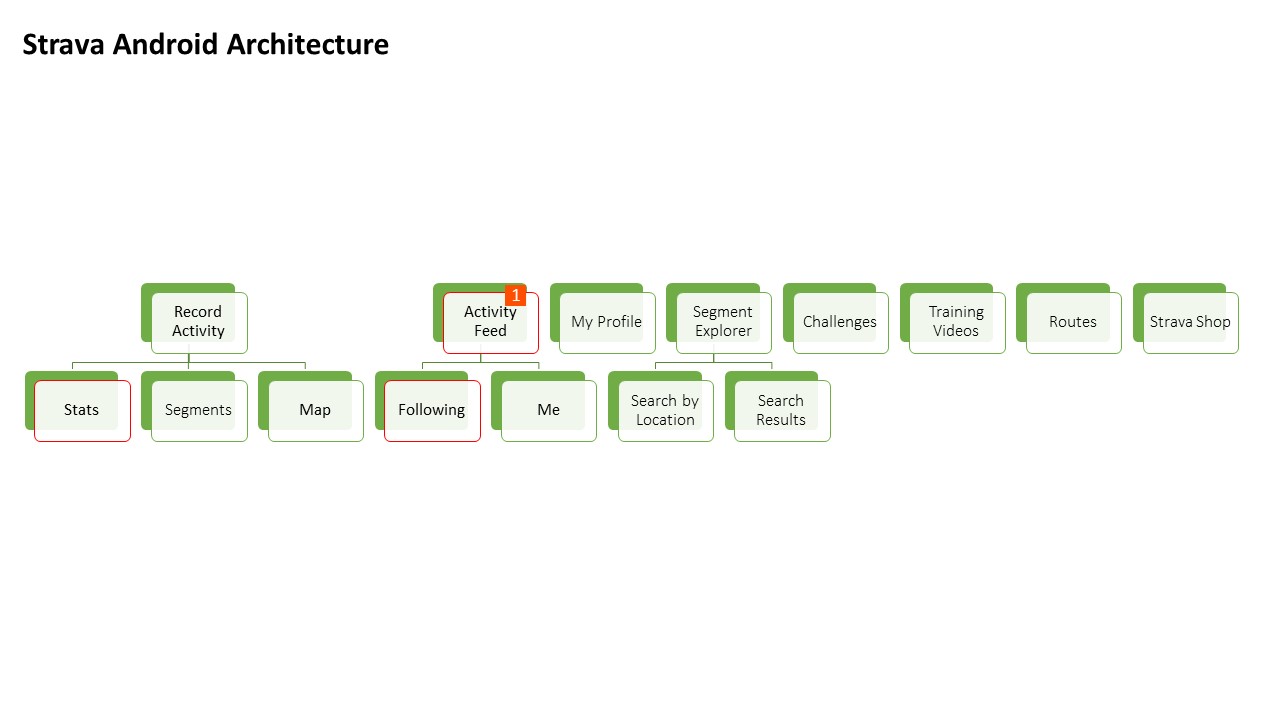 Strava Android Architecture
Record
Activity
1
Activity
Feed
My Profile
Segment
Explorer
Challenges
Training
Videos
Routes
Strava Shop
Stats
Segments
Map
Following
Me
Search by
Location
Search
Results